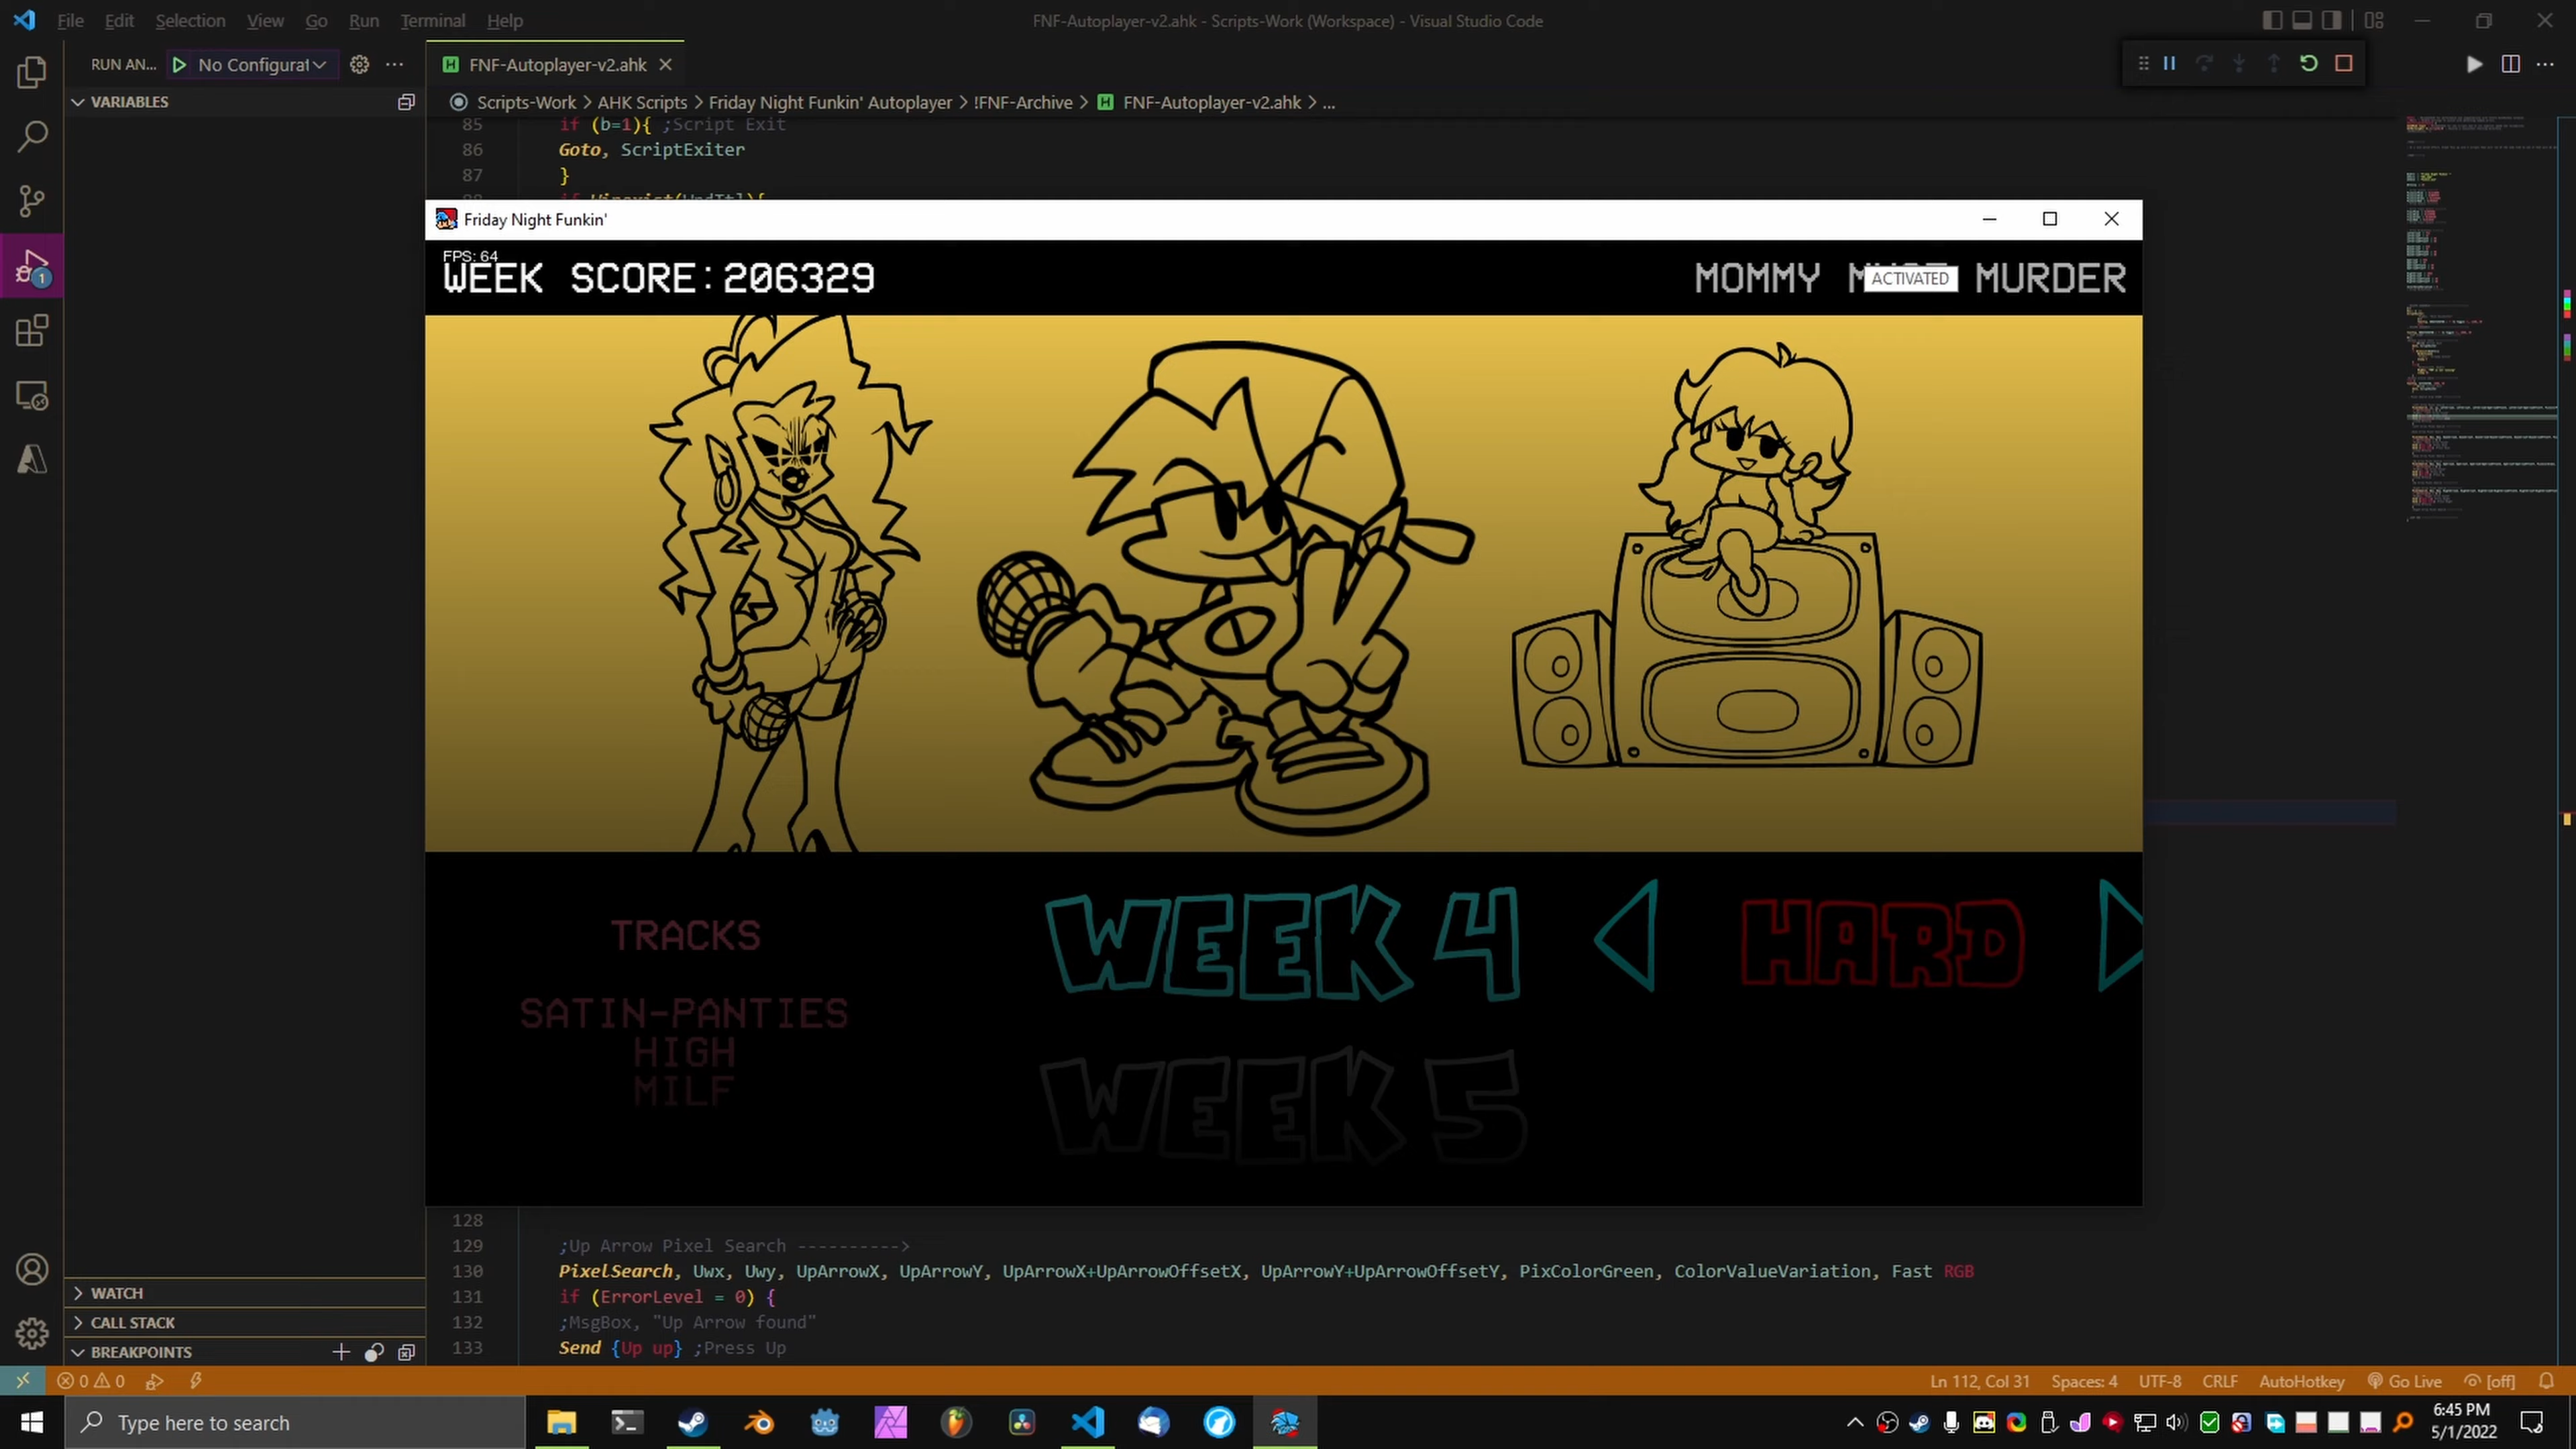 File Edit Selection View Go Run Terminal Help
FNF-Autoplayer-v2.ahk - Scripts-Work (Workspace) - Visual Studio Code
RUN AN... No Configurat
FNF-Autoplayer-v2.ahk
VARIABLES
Scripts-Work > AHK Scripts > Friday Night Funkin' Autoplayer > !FNF-Archive > FNF-Autoplayer-v2.ahk > ...
85 if (b=1){ ;Script Exit
86 Goto, ScriptExiter
87 }
Friday Night Funkin'
FPS: 64
WEEK SCORE:206329
MOMMY MURDER
ACTIVATED
TRACKS
SATIN-PANTIES
HIGH
MILF
WEEK 4
HARD
WEEK 5
128
129 ;Up Arrow Pixel Search ---------->
130 PixelSearch, Uwx, Uwy, UpArrowX, UpArrowY, UpArrowX+UpArrowOffsetX, UpArrowY+UpArrowOffsetY, PixColorGreen, ColorValueVariation, Fast RGB
131 if (ErrorLevel = 0) {
132 ;MsgBox, "Up Arrow found"
133 Send {Up up} ;Press Up
WATCH
CALL STACK
BREAKPOINTS
0 0
Ln 112, Col 31 Spaces: 4 UTF-8 CRLF AutoHotkey Go Live [off]
Type here to search
6:45 PM
5/1/2022